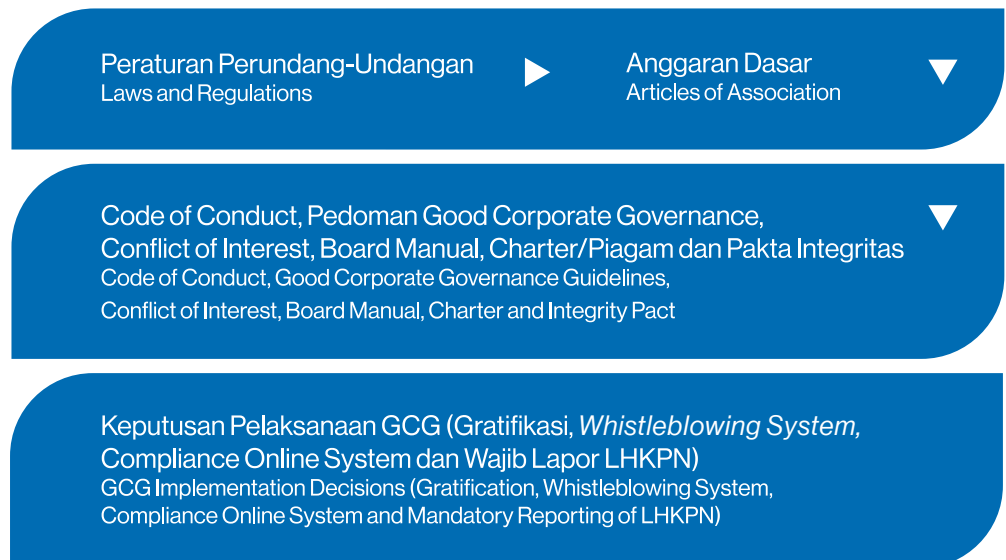 Peraturan Perundang-Undangan
Laws and Regulations
Anggaran Dasar
Articles of Association
Code of Conduct, Pedoman Good Corporate Governance,
Conflict of Interest, Board Manual, Charter/Piagam dan Pakta Integritas
Code of Conduct, Good Corporate Governance Guidelines,
Conflict of Interest, Board Manual, Charter and Integrity Pact
Keputusan Pelaksanaan GCG (Gratifikasi, Whistleblowing System,
Compliance Online System dan Wajib Lapor LHKPN)
GCG Implementation Decisions (Gratification, Whistleblowing System,
Compliance Online System and Mandatory Reporting of LHKPN)